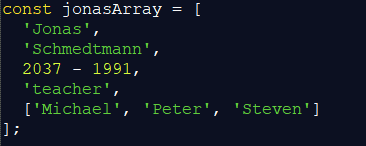 const jonasArray = [
  'Jonas',
  'Schmedtmann',
  2037 - 1991,
  'teacher',
  ['Michael', 'Peter', 'Steven']
];